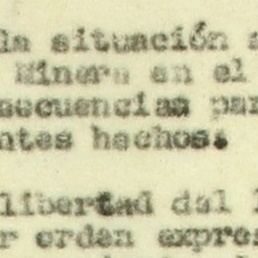 la situación a
Minera en el
secuencias par
ntes hechos.
libertad del
r orden expres